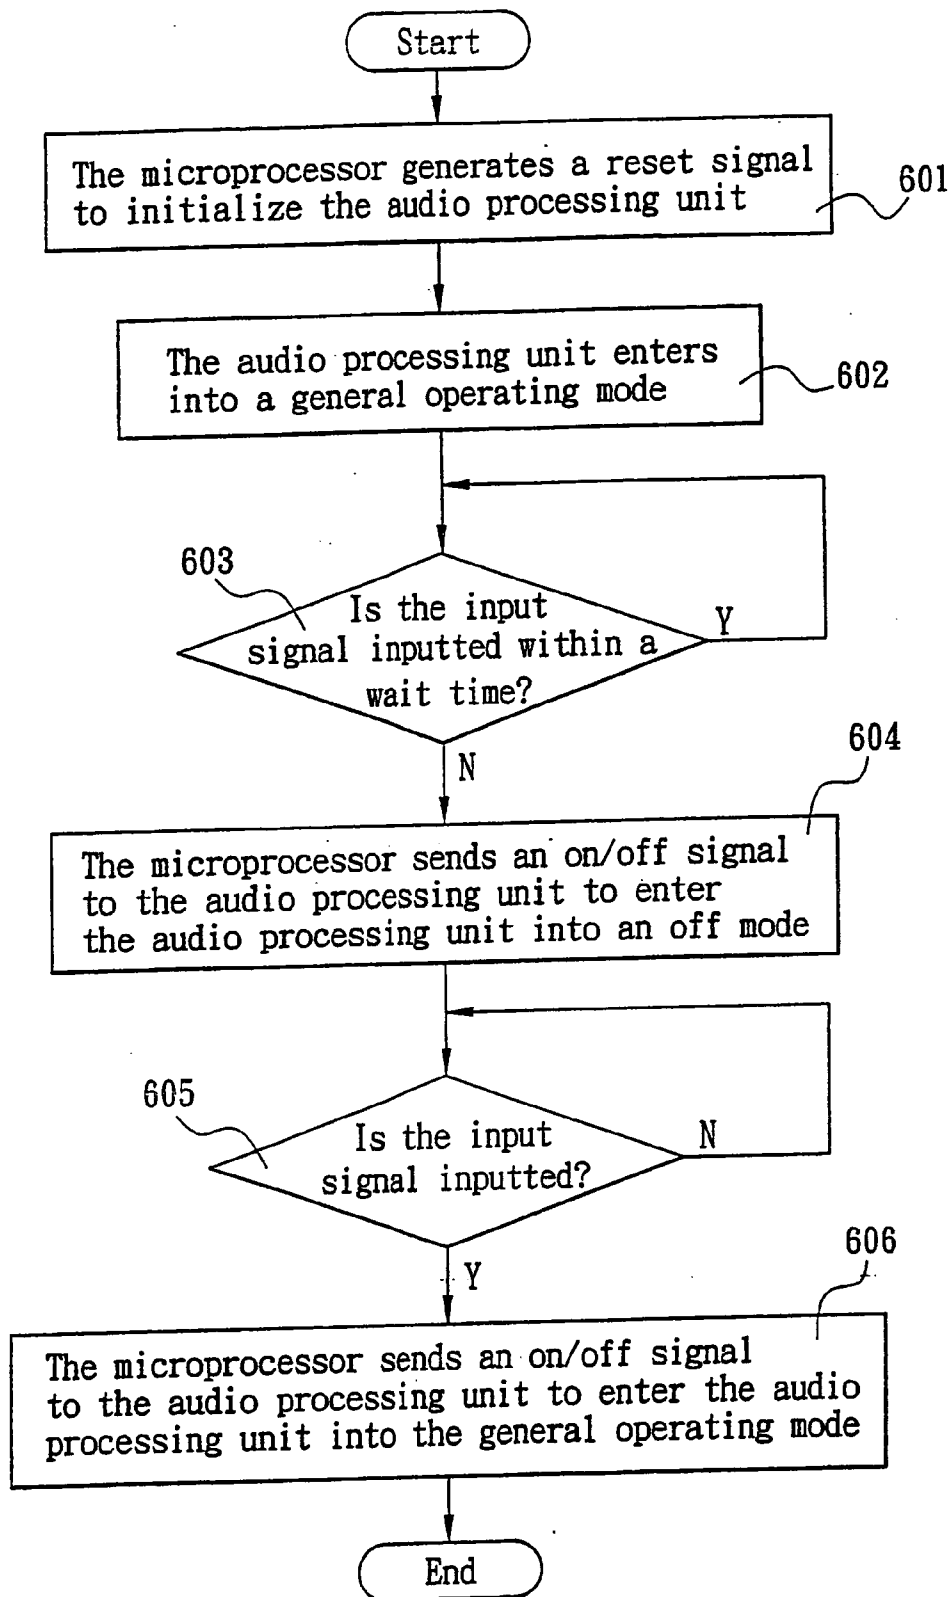 Start
The microprocessor generates a reset signal
to initialize the audio processing unit
601
The audio processing unit enters
into a general operating mode
602
603
Is the input
signal inputted within a
wait time?
Y
N
604
The microprocessor sends an on/off signal
to the audio processing unit to enter
the audio processing unit into an off mode
605
Is the input
signal inputted?
N
Y
606
The microprocessor sends an on/off signal
to the audio processing unit to enter the audio
processing unit into the general operating mode
End